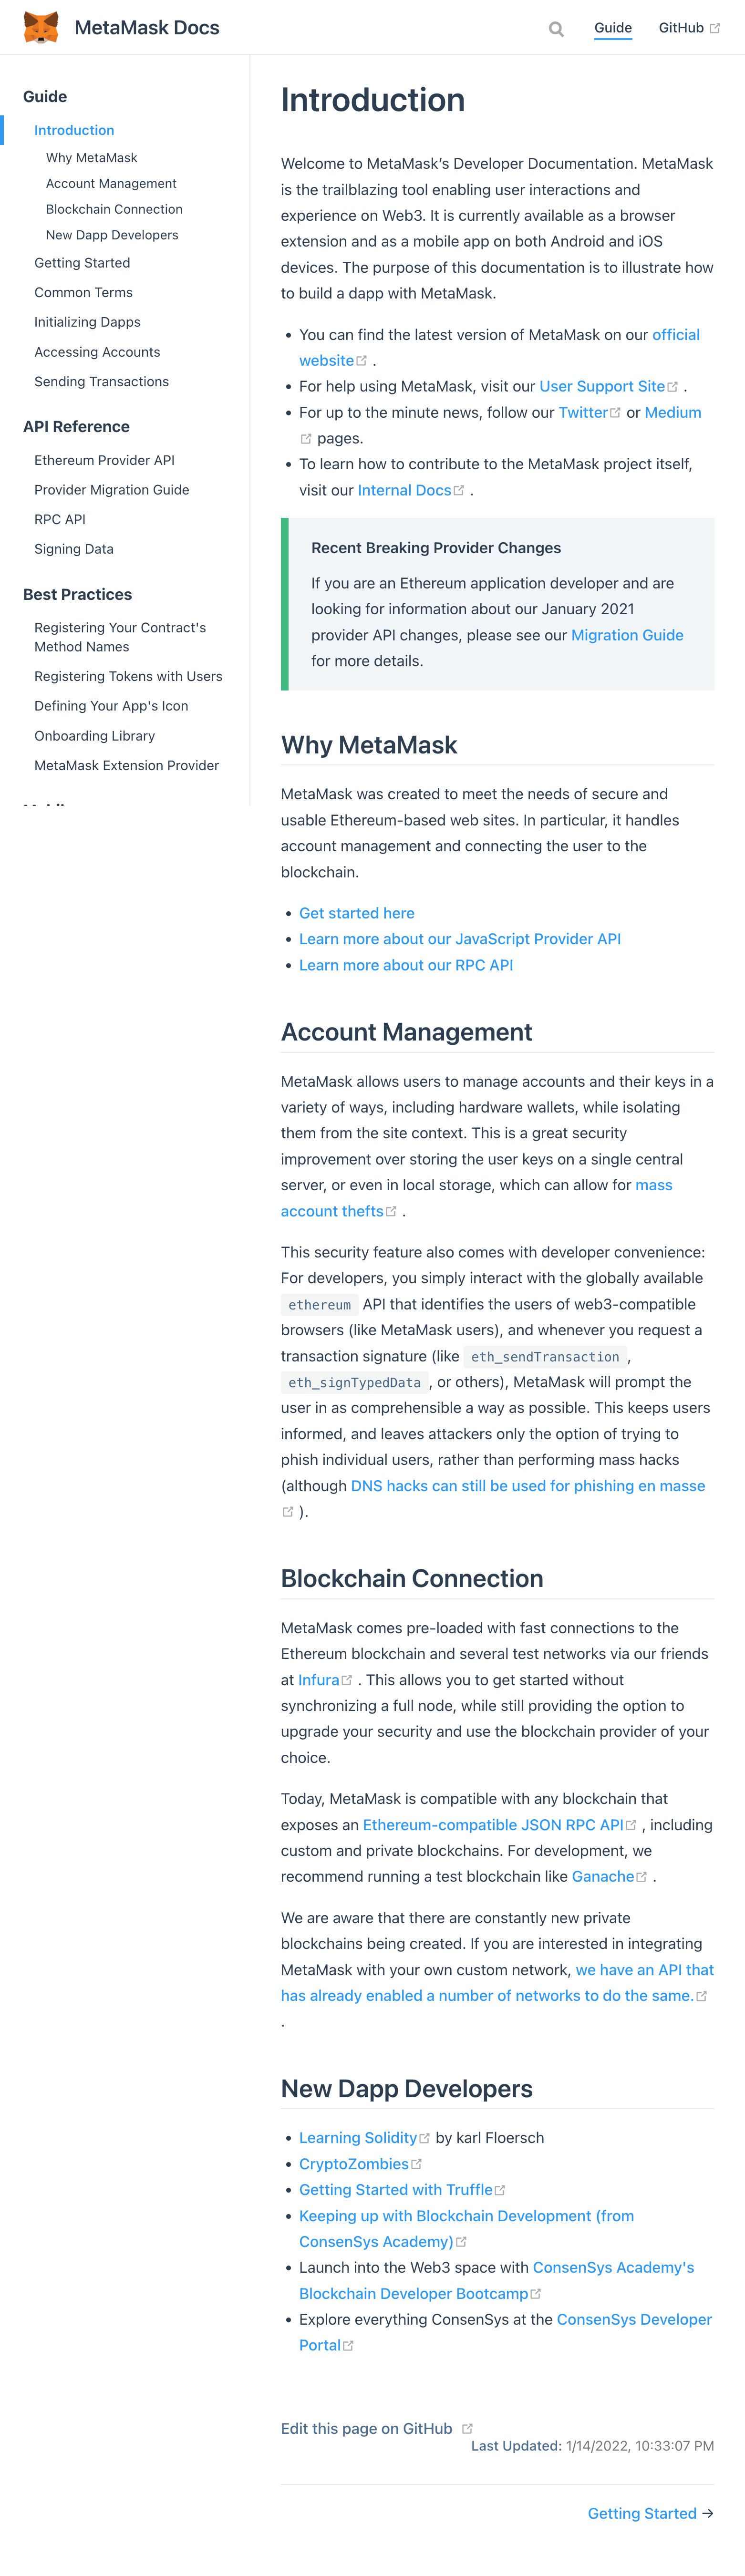 MetaMask Docs
Guide
GitHub
Guide
Introduction
Why MetaMask
Account Management
Blockchain Connection
New Dapp Developers
Getting Started
Common Terms
Initializing Dapps
Accessing Accounts
Sending Transactions
API Reference
Ethereum Provider API
Provider Migration Guide
RPC API
Signing Data
Best Practices
Registering Your Contract's
Method Names
Registering Tokens with Users
Defining Your App's Icon
Onboarding Library
MetaMask Extension Provider
Introduction
Welcome to MetaMask’s Developer Documentation. MetaMask
is the trailblazing tool enabling user interactions and
experience on Web3. It is currently available as a browser
extension and as a mobile app on both Android and iOS
devices. The purpose of this documentation is to illustrate how
to build a dapp with MetaMask.
• You can find the latest version of MetaMask on our official
website .
• For help using MetaMask, visit our User Support Site .
• For up to the minute news, follow our Twitter or Medium
pages.
• To learn how to contribute to the MetaMask project itself,
visit our Internal Docs .
Recent Breaking Provider Changes
If you are an Ethereum application developer and are
looking for information about our January 2021
provider API changes, please see our Migration Guide
for more details.
Why MetaMask
MetaMask was created to meet the needs of secure and
usable Ethereum-based web sites. In particular, it handles
account management and connecting the user to the
blockchain.
• Get started here
• Learn more about our JavaScript Provider API
• Learn more about our RPC API
Account Management
MetaMask allows users to manage accounts and their keys in a
variety of ways, including hardware wallets, while isolating
them from the site context. This is a great security
improvement over storing the user keys on a single central
server, or even in local storage, which can allow for mass
account thefts .
This security feature also comes with developer convenience:
For developers, you simply interact with the globally available
ethereum API that identifies the users of web3-compatible
browsers (like MetaMask users), and whenever you request a
transaction signature (like eth_sendTransaction ,
eth_signTypedData , or others), MetaMask will prompt the
user in as comprehensible a way as possible. This keeps users
informed, and leaves attackers only the option of trying to
phish individual users, rather than performing mass hacks
(although DNS hacks can still be used for phishing en masse
).
Blockchain Connection
MetaMask comes pre-loaded with fast connections to the
Ethereum blockchain and several test networks via our friends
at Infura . This allows you to get started without
synchronizing a full node, while still providing the option to
upgrade your security and use the blockchain provider of your
choice.
Today, MetaMask is compatible with any blockchain that
exposes an Ethereum-compatible JSON RPC API , including
custom and private blockchains. For development, we
recommend running a test blockchain like Ganache .
We are aware that there are constantly new private
blockchains being created. If you are interested in integrating
MetaMask with your own custom network, we have an API that
has already enabled a number of networks to do the same.
.
New Dapp Developers
• Learning Solidity by karl Floersch
• CryptoZombies
• Getting Started with Truffle
• Keeping up with Blockchain Development (from
ConsenSys Academy)
• Launch into the Web3 space with ConsenSys Academy's
Blockchain Developer Bootcamp
• Explore everything ConsenSys at the ConsenSys Developer
Portal
Edit this page on GitHub
Last Updated: 1/14/2022, 10:33:07 PM
Getting Started →